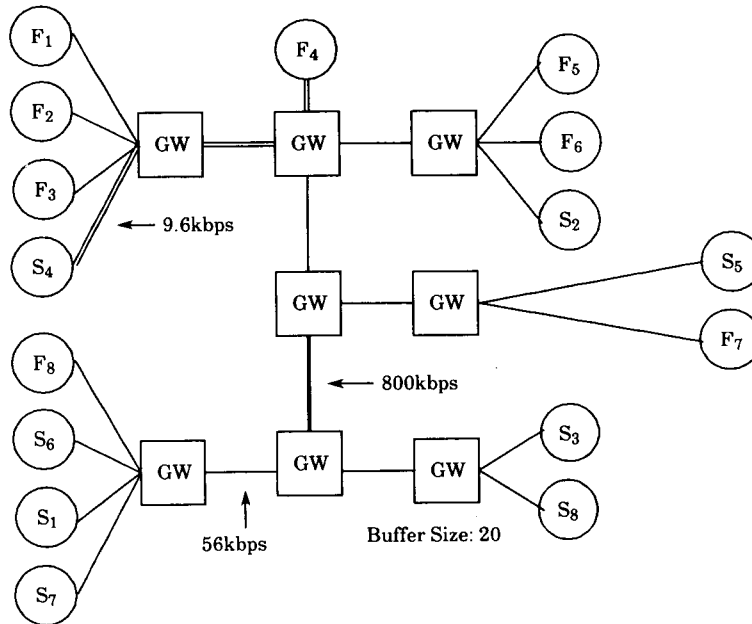 F₁
F₄
F₅
F₂
GW
GW
GW
F₆
F₃
9.6kbps
S₂
S₄
S₅
GW
GW
F₇
F₈
800kbps
S₆
S₃
GW
GW
GW
S₁
S₈
56kbps
Buffer Size: 20
S₇